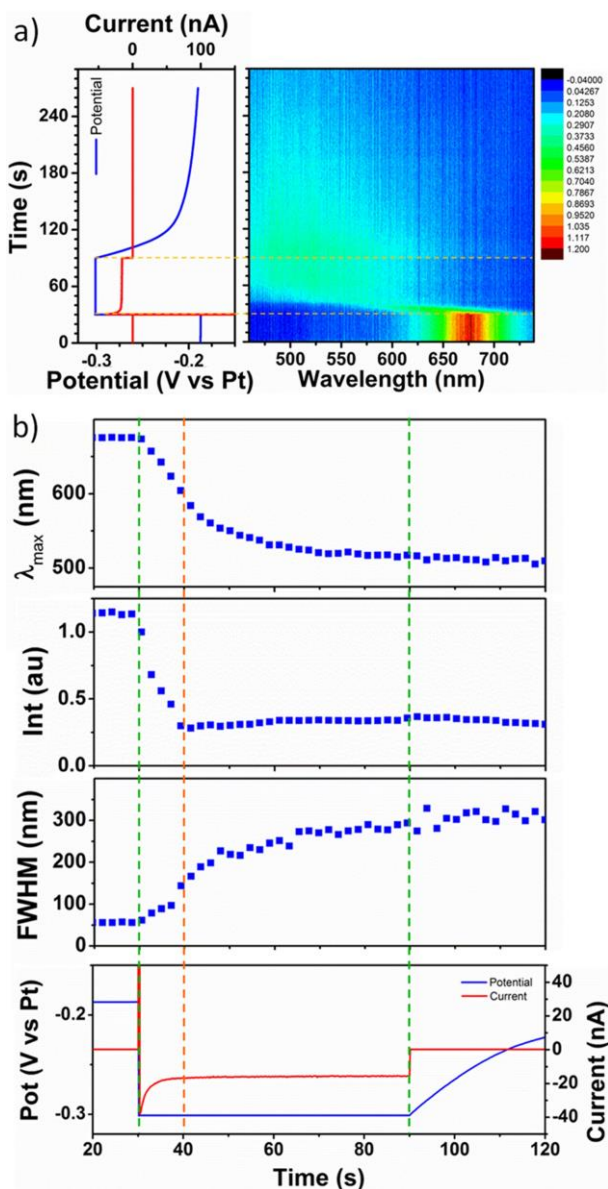 a)
Current (nA)
0 100
Potential
Time (s)
240
180
120
60
0
-0.3 -0.2
Potential (V vs Pt)
500 550 600 650 700
Wavelength (nm)
-0.04000
0.04267
0.1253
0.2080
0.2907
0.3733
0.4560
0.5387
0.6213
0.7040
0.7867
0.8693
0.9520
1.035
1.117
1.200
b)
λmax (nm)
600
500
Int (au)
1.0
0.5
0.0
FWHM (nm)
300
200
100
0
Pot (V vs Pt)
-0.2
-0.3
Potential
Current
40
20
0
-20
-40
Current (nA)
20 40 60 80 100 120
Time (s)